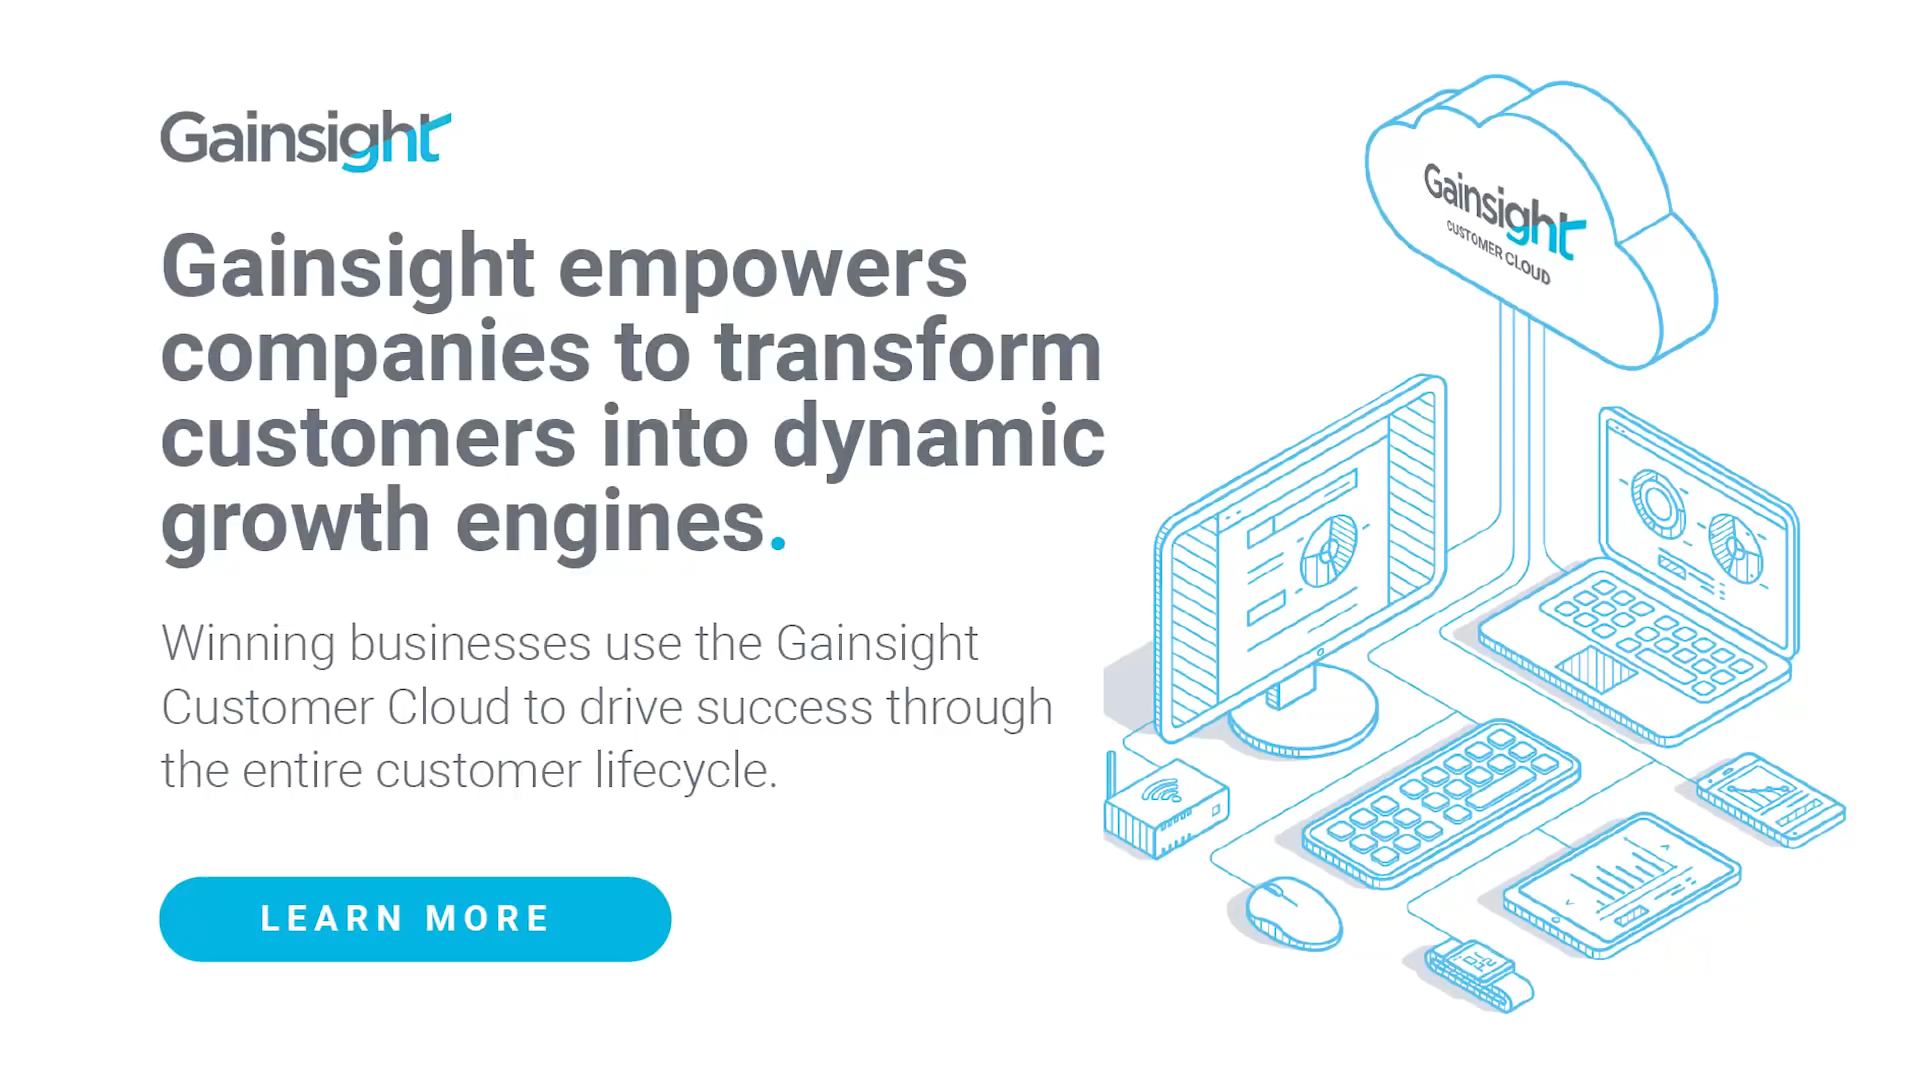 Gainsight
Gainsight empowers
companies to transform
customers into dynamic
growth engines.
Winning businesses use the Gainsight
Customer Cloud to drive success through
the entire customer lifecycle.
LEARN MORE
Gainsight
CUSTOMER CLOUD